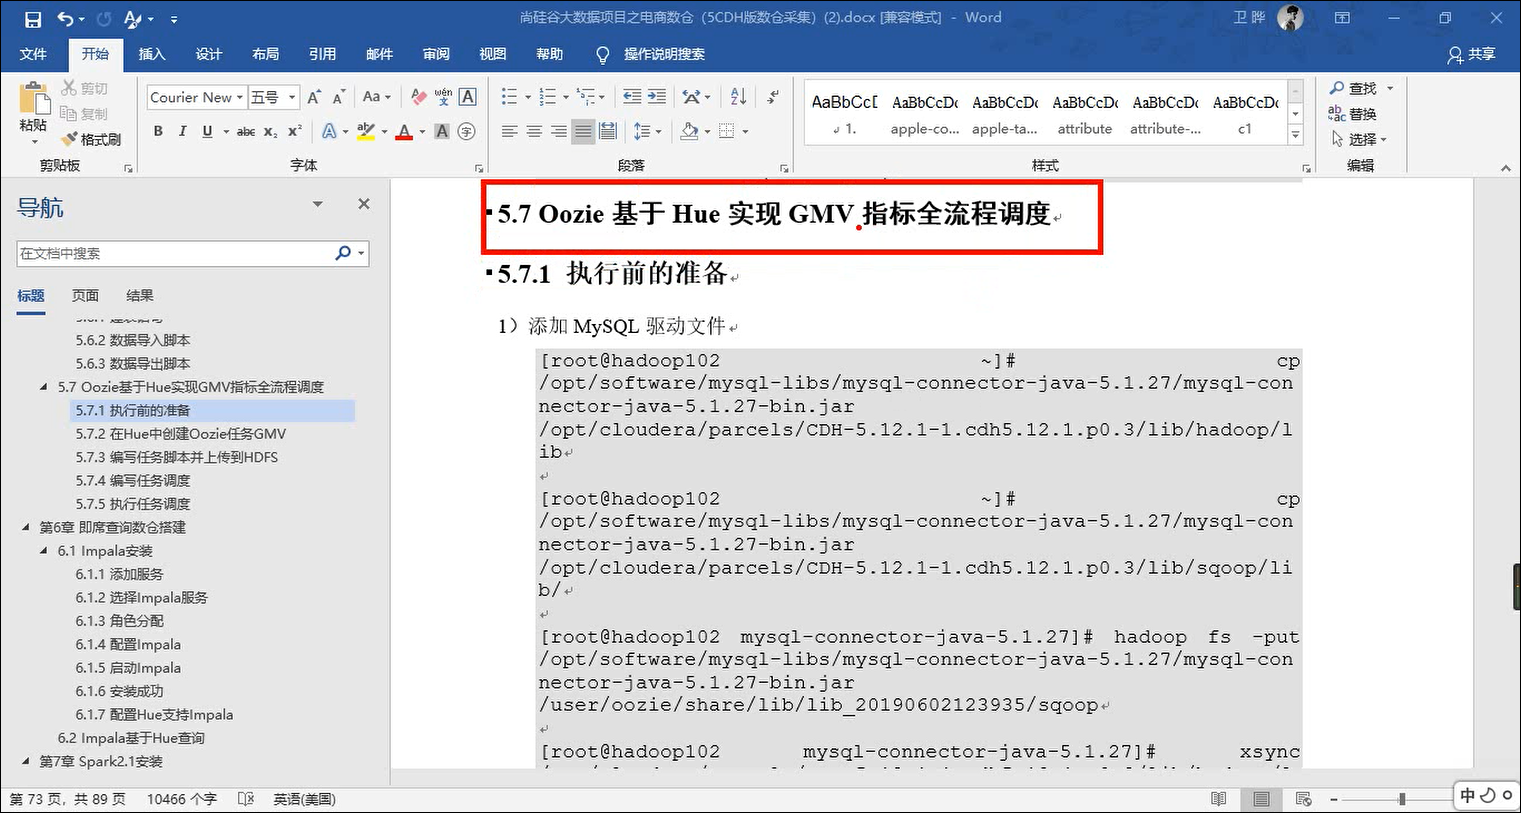 尚硅谷大数据项目之电商数仓（5CDH版数仓采集）(2).docx [兼容模式] - Word
卫晔
文件 开始 插入 设计 布局 引用 邮件 审阅 视图 帮助 操作说明搜索 共享
粘贴
剪切
复制
格式刷
剪贴板
Courier New 五号
字体
段落
AaBbCcI AaBbCcDc AaBbCcDc AaBbCcDc AaBbCcDc AaBbCcDc
1. apple-co... apple-ta... attribute attribute-... c1
样式
查找
替换
选择
编辑
导航
在文档中搜索
标题 页面 结果
5.6.2 数据导入脚本
5.6.3 数据导出脚本
5.7 Oozie基于Hue实现GMV指标全流程调度
5.7.1 执行前的准备
5.7.2 在Hue中创建Oozie任务GMV
5.7.3 编写任务脚本并上传到HDFS
5.7.4 编写任务调度
5.7.5 执行任务调度
第6章 即席查询数仓搭建
6.1 Impala安装
6.1.1 添加服务
6.1.2 选择Impala服务
6.1.3 角色分配
6.1.4 配置Impala
6.1.5 启动Impala
6.1.6 安装成功
6.1.7 配置Hue支持Impala
6.2 Impala基于Hue查询
第7章 Spark2.1安装
5.7 Oozie 基于 Hue 实现 GMV 指标全流程调度
5.7.1 执行前的准备
1）添加 MySQL 驱动文件
[root@hadoop102 ~]# cp
/opt/software/mysql-libs/mysql-connector-java-5.1.27/mysql-con
nector-java-5.1.27-bin.jar
/opt/cloudera/parcels/CDH-5.12.1-1.cdh5.12.1.p0.3/lib/hadoop/l
ib
[root@hadoop102 ~]# cp
/opt/software/mysql-libs/mysql-connector-java-5.1.27/mysql-con
nector-java-5.1.27-bin.jar
/opt/cloudera/parcels/CDH-5.12.1-1.cdh5.12.1.p0.3/lib/sqoop/li
b/
[root@hadoop102 mysql-connector-java-5.1.27]# hadoop fs -put
/opt/software/mysql-libs/mysql-connector-java-5.1.27/mysql-con
nector-java-5.1.27-bin.jar
/user/oozie/share/lib/lib_20190602123935/sqoop
[root@hadoop102 mysql-connector-java-5.1.27]# xsync
第 73 页，共 89 页 10466 个字 英语(美国)
中